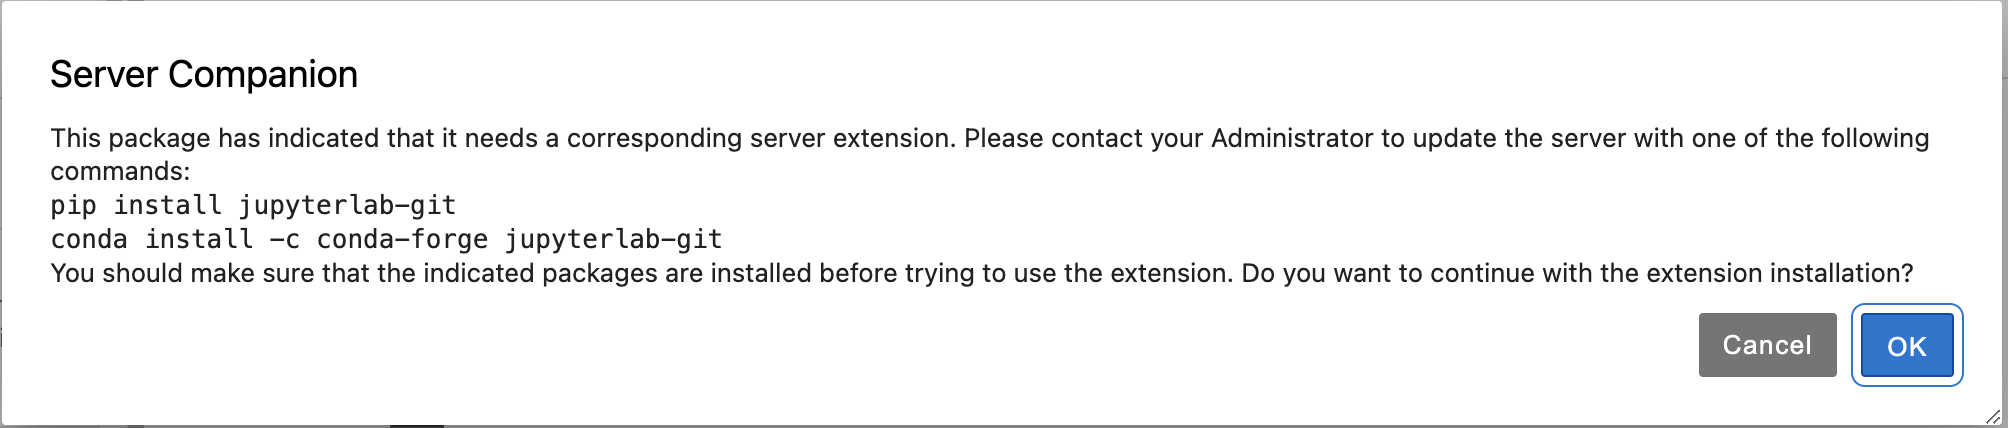 Server Companion
This package has indicated that it needs a corresponding server extension. Please contact your Administrator to update the server with one of the following
commands:
pip install jupyterlab-git
conda install -c conda-forge jupyterlab-git
You should make sure that the indicated packages are installed before trying to use the extension. Do you want to continue with the extension installation?
Cancel
OK